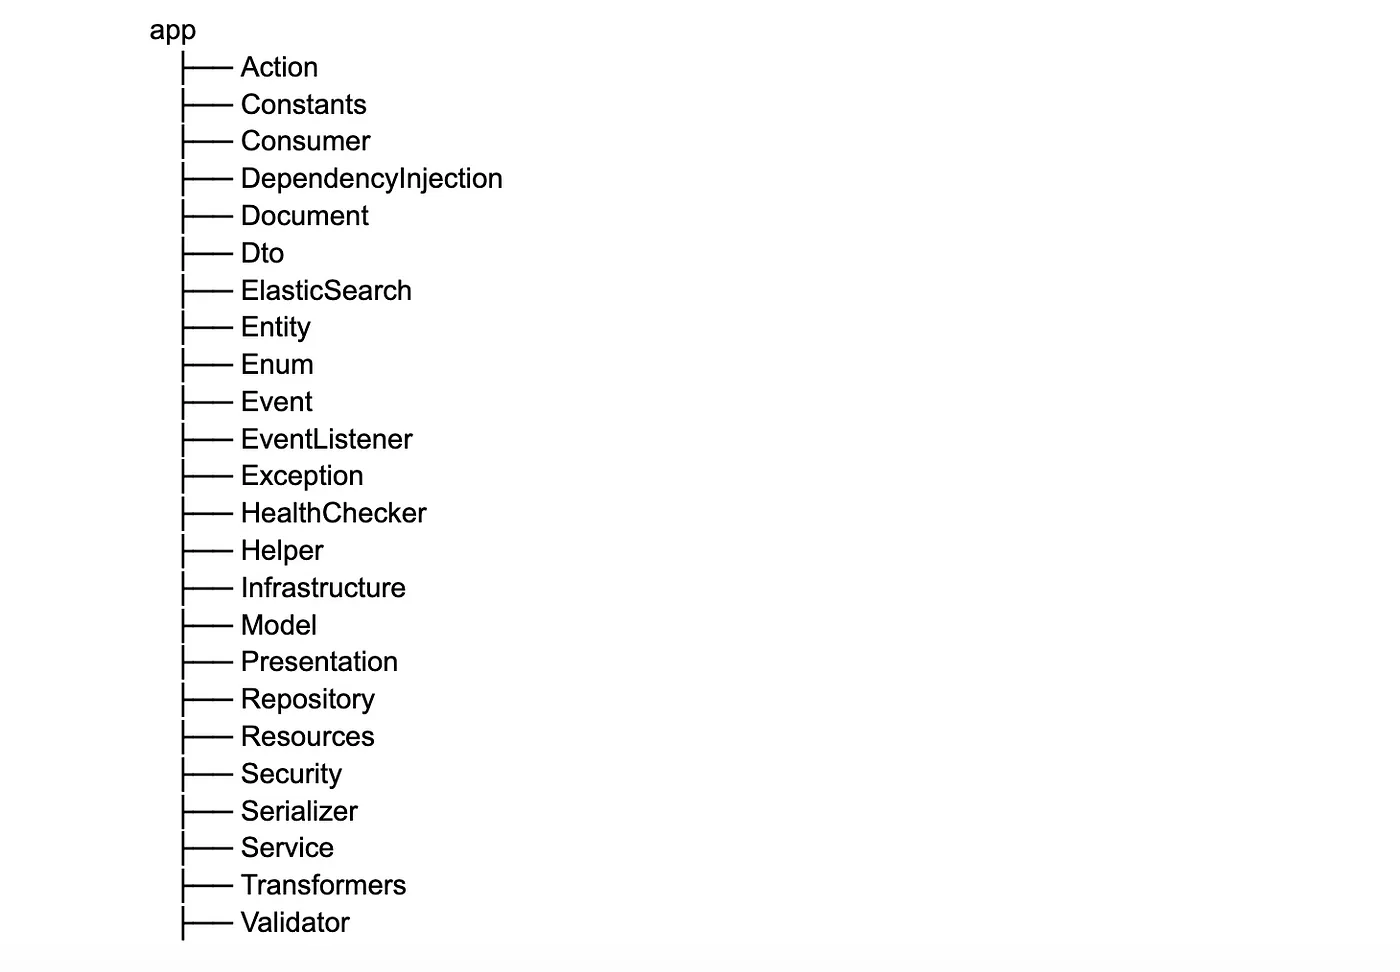 app
├── Action
├── Constants
├── Consumer
├── DependencyInjection
├── Document
├── Dto
├── ElasticSearch
├── Entity
├── Enum
├── Event
├── EventListener
├── Exception
├── HealthChecker
├── Helper
├── Infrastructure
├── Model
├── Presentation
├── Repository
├── Resources
├── Security
├── Serializer
├── Service
├── Transformers
├── Validator